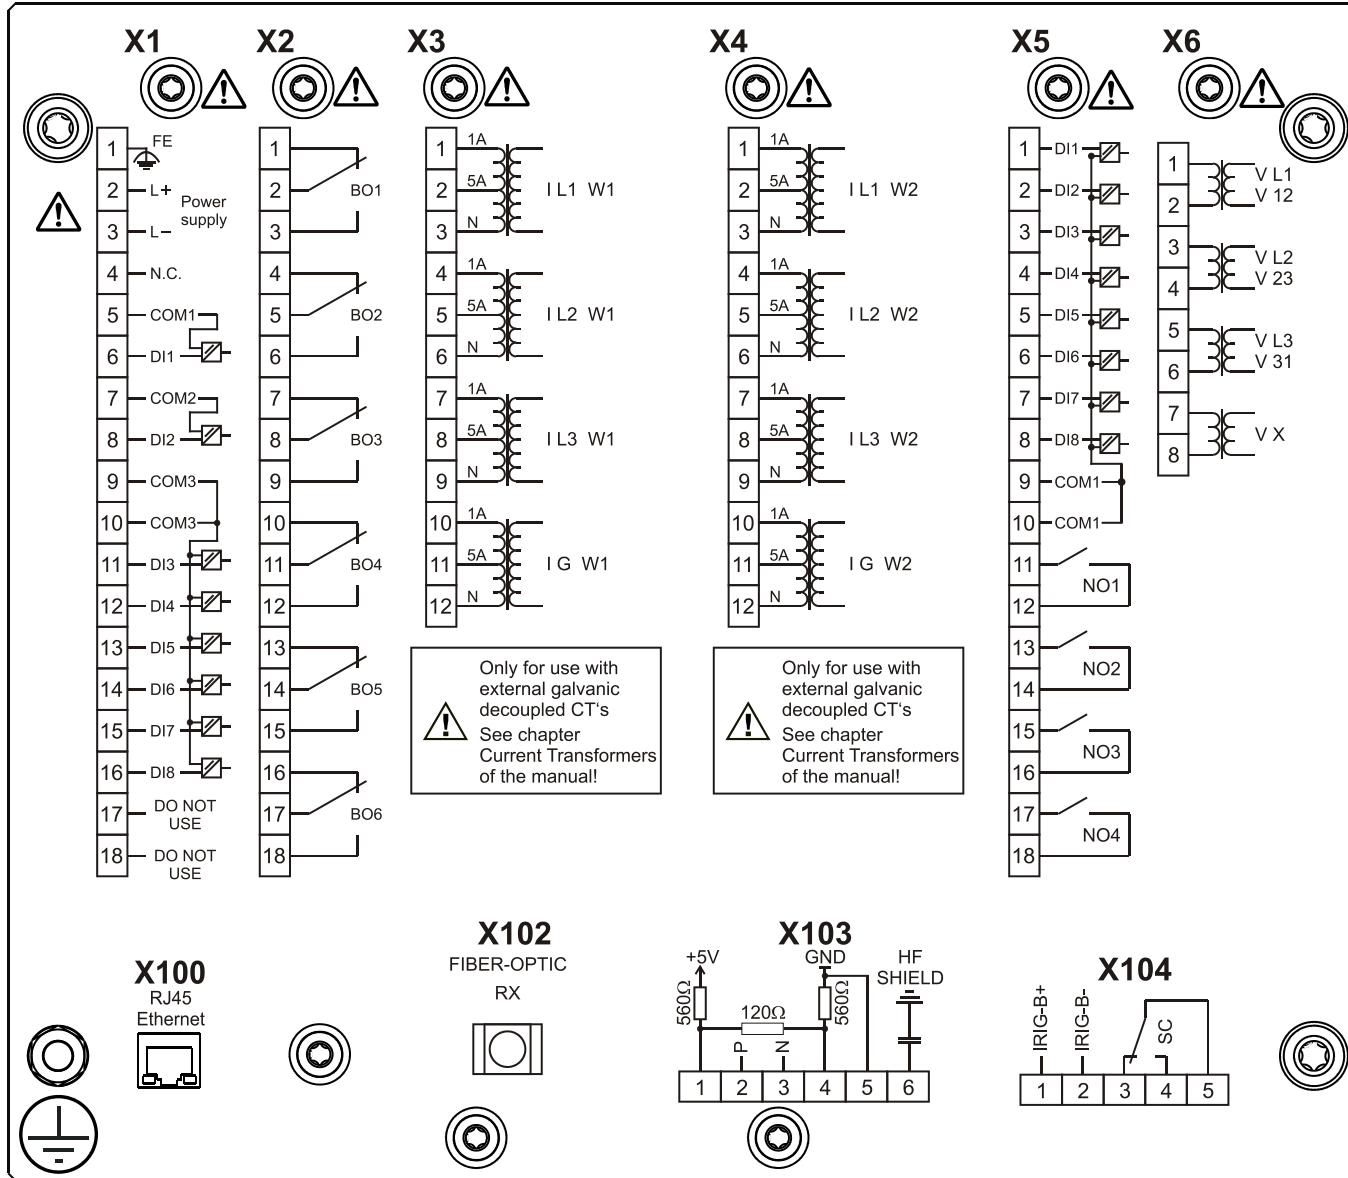 X1
X2
X3
X4
X5
X6
1 FE
2 L+
Power
supply
3 L−
4 N.C.
5 COM1
6 DI1
7 COM2
8 DI2
9 COM3
10 COM3
11 DI3
12 DI4
13 DI5
14 DI6
15 DI7
16 DI8
17 DO NOT
USE
18 DO NOT
USE
1
2 BO1
3
4
5 BO2
6
7
8 BO3
9
10
11 BO4
12
13
14 BO5
15
16
17 BO6
18
1 1A
2 5A I L1 W1
3 N
4 1A
5 5A I L2 W1
6 N
7 1A
8 5A I L3 W1
9 N
10 1A
11 5A I G W1
12 N
Only for use with
external galvanic
decoupled CT‘s
See chapter
Current Transformers
of the manual!
1 1A
2 5A I L1 W2
3 N
4 1A
5 5A I L2 W2
6 N
7 1A
8 5A I L3 W2
9 N
10 1A
11 5A I G W2
12 N
Only for use with
external galvanic
decoupled CT‘s
See chapter
Current Transformers
of the manual!
1 DI1
2 DI2
3 DI3
4 DI4
5 DI5
6 DI6
7 DI7
8 DI8
9 COM1
10 COM1
11
NO1
12
13
NO2
14
15
NO3
16
17
NO4
18
1
V L1
V 12
2
3
V L2
V 23
4
5
V L3
V 31
6
7
V X
8
X100
RJ45
Ethernet
X102
FIBER-OPTIC
RX
X103
+5V
GND
HF
SHIELD
560Ω
120Ω
560Ω
P
N
1 2 3 4 5 6
X104
IRIG-B+
IRIG-B-
SC
1 2 3 4 5